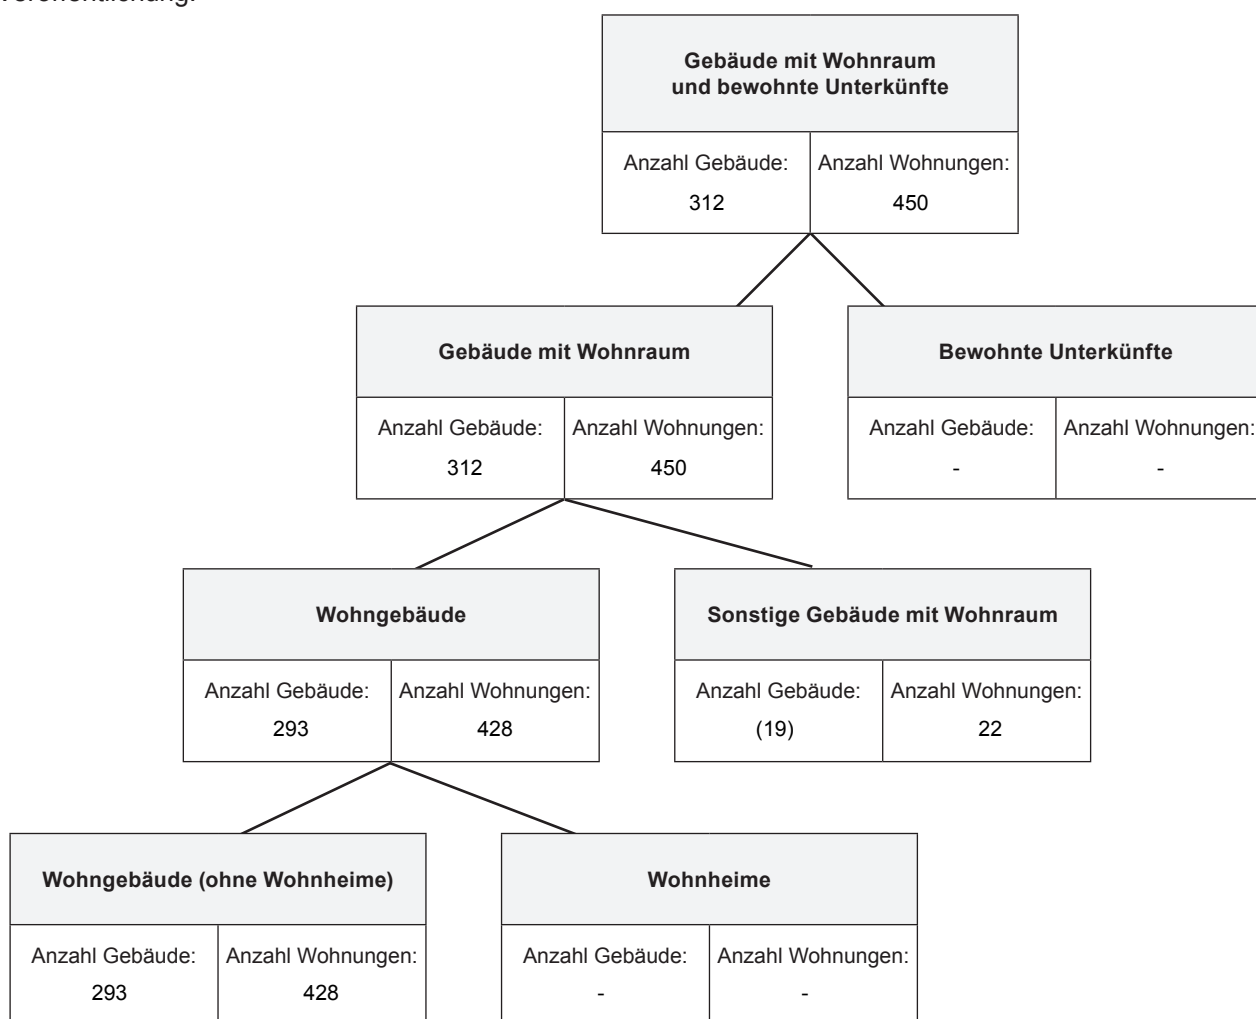 Veröffentlichung.
Gebäude mit Wohnraum
und bewohnte Unterkünfte
Anzahl Gebäude: Anzahl Wohnungen:
312 450
Gebäude mit Wohnraum
Anzahl Gebäude: Anzahl Wohnungen:
312 450
Bewohnte Unterkünfte
Anzahl Gebäude: Anzahl Wohnungen:
- -
Wohngebäude
Anzahl Gebäude: Anzahl Wohnungen:
293 428
Sonstige Gebäude mit Wohnraum
Anzahl Gebäude: Anzahl Wohnungen:
(19) 22
Wohngebäude (ohne Wohnheime)
Anzahl Gebäude: Anzahl Wohnungen:
293 428
Wohnheime
Anzahl Gebäude: Anzahl Wohnungen:
- -